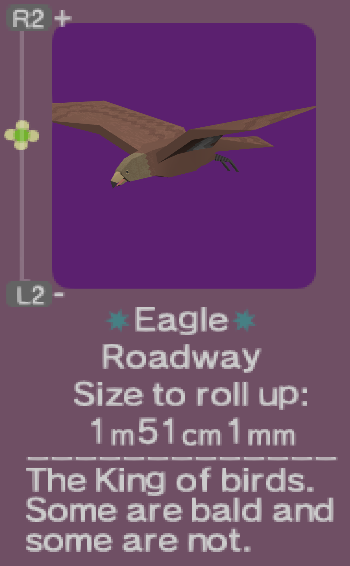 R2 +
L2 -
Eagle
Roadway
Size to roll up:
1m51cm1mm
The King of birds.
Some are bald and
some are not.